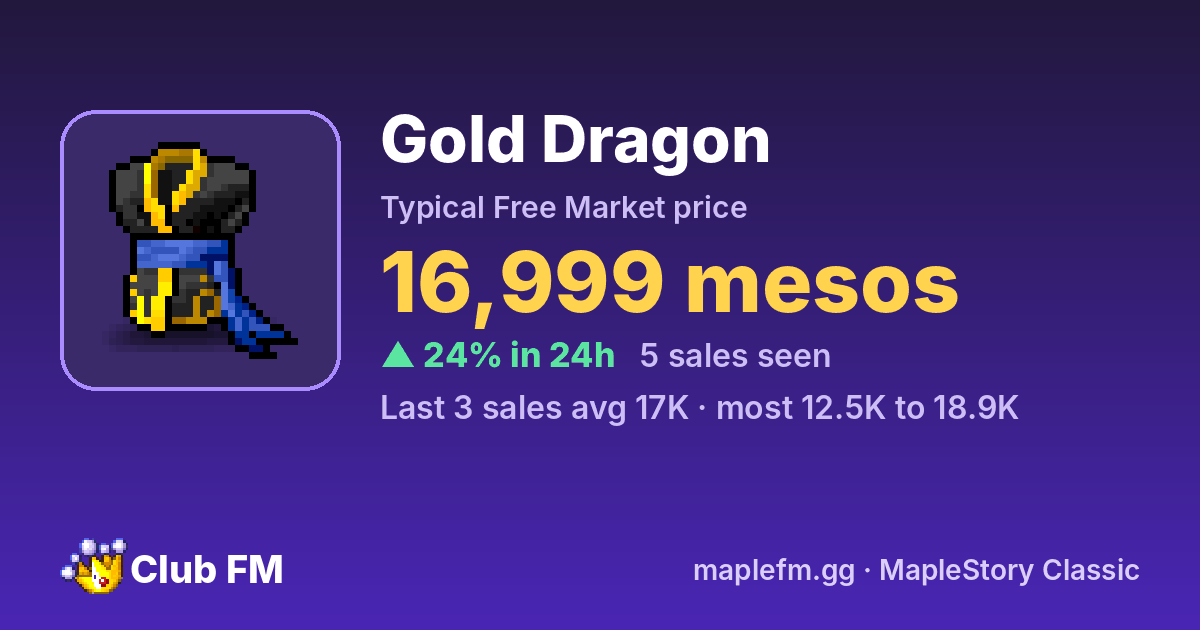 Gold Dragon
Typical Free Market price
16,999 mesos
▲ 24% in 24h 5 sales seen
Last 3 sales avg 17K · most 12.5K to 18.9K
Club FM
maplefm.gg · MapleStory Classic